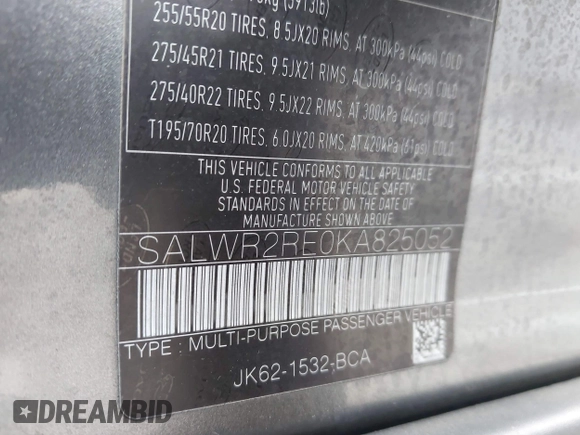 (3913lb)
255/55R20 TIRES, 8.5JX20 RIMS, AT 300kPa (44psi) COLD
275/45R21 TIRES, 9.5JX21 RIMS, AT 300kPa (44psi) COLD
275/40R22 TIRES, 9.5JX22 RIMS, AT 300kPa (44psi) COLD
T195/70R20 TIRES, 6.0JX20 RIMS, AT 420kPa (61psi) COLD
THIS VEHICLE CONFORMS TO ALL APPLICABLE
U.S. FEDERAL MOTOR VEHICLE SAFETY
STANDARDS IN EFFECT ON THE DATE OF
MANUFACTURE SHOWN ABOVE.
SALWR2RE0KA825052
TYPE : MULTI-PURPOSE PASSENGER VEHICLE
JK62-1532-BCA
DREAMBID